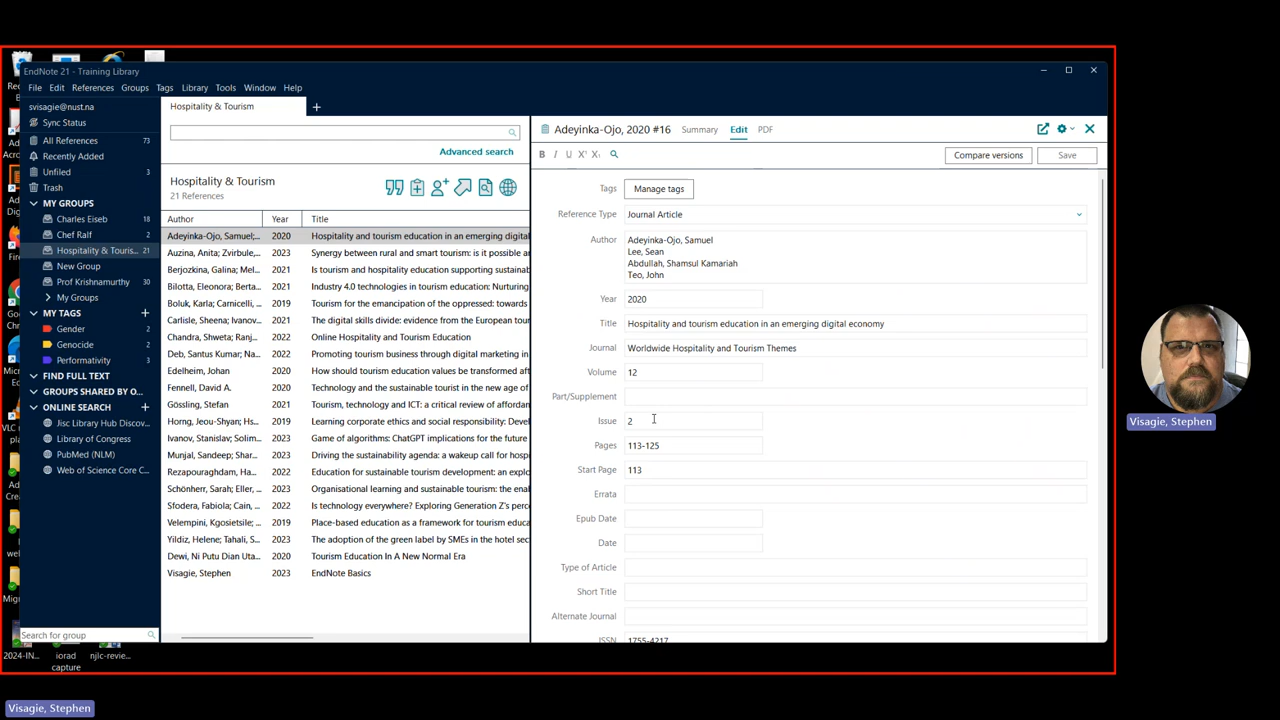 EndNote 21 - Training Library
File Edit References Groups Tags Library Tools Window Help
svisagie@nust.na
Sync Status
All References 73
Recently Added
Unfiled 3
Trash
MY GROUPS
Charles Eiseb 18
Chef Ralf 2
Hospitality & Touris... 21
New Group
Prof Krishnamurthy 30
My Groups
MY TAGS +
Gender 2
Genocide 2
Performativity 3
FIND FULL TEXT
GROUPS SHARED BY O...
ONLINE SEARCH +
Jisc Library Hub Discov...
Library of Congress
PubMed (NLM)
Web of Science Core C...
Search for group
Hospitality & Tourism +
Advanced search
Hospitality & Tourism
21 References
Author Year Title
Adeyinka-Ojo, Samuel;... 2020 Hospitality and tourism education in an emerging digital
Auzina, Anita; Zvirbule,... 2023 Synergy between rural and smart tourism: is it possible an
Berjozkina, Galina; Mel... 2021 Is tourism and hospitality education supporting sustainab
Bilotta, Eleonora; Berta... 2021 Industry 4.0 technologies in tourism education: Nurturing
Boluk, Karla; Carnicelli, ... 2019 Tourism for the emancipation of the oppressed: towards
Carlisle, Sheena; Ivanov... 2021 The digital skills divide: evidence from the European tour
Chandra, Shweta; Ranj... 2022 Online Hospitality and Tourism Education
Deb, Santus Kumar; Na... 2022 Promoting tourism business through digital marketing in
Edelheim, Johan 2020 How should tourism education values be transformed aft
Fennell, David A. 2021 Technology and the sustainable tourist in the new age of
Gössling, Stefan 2021 Tourism, technology and ICT: a critical review of affordan
Horng, Jeou-Shyan; Hs... 2019 Learning corporate ethics and social responsibility: Devel
Ivanov, Stanislav; Solim... 2023 Game of algorithms: ChatGPT implications for the future
Munjal, Sandeep; Shar... 2023 Driving the sustainability agenda: a wakeup call for hospi
Rezapouraghdam, Ha... 2022 Education for sustainable tourism development: an explo
Schönherr, Sarah; Eller, ... 2023 Organisational learning and sustainable tourism: the enal
Sfodera, Fabiola; Cain, ... 2022 Is technology everywhere? Exploring Generation Z's perce
Velempini, Kgosietsile; ... 2019 Place-based education as a framework for tourism educa
Yildiz, Helene; Tahali, S... 2023 The adoption of the green label by SMEs in the hotel sect
Dewi, Ni Putu Dian Uta... 2020 Tourism Education In A New Normal Era
Visagie, Stephen 2023 EndNote Basics
Adeyinka-Ojo, 2020 #16 Summary Edit PDF
B I U X¹ X₁ Compare versions Save
Tags Manage tags
Reference Type Journal Article
Author Adeyinka-Ojo, Samuel
Lee, Sean
Abdullah, Shamsul Kamariah
Teo, John
Year 2020
Title Hospitality and tourism education in an emerging digital economy
Journal Worldwide Hospitality and Tourism Themes
Volume 12
Part/Supplement
Issue 2
Pages 113-125
Start Page 113
Errata
Epub Date
Date
Type of Article
Short Title
Alternate Journal
ISSN 1755-4217
2024-IN... iorad njlc-revie...
capture
Visagie, Stephen
Visagie, Stephen